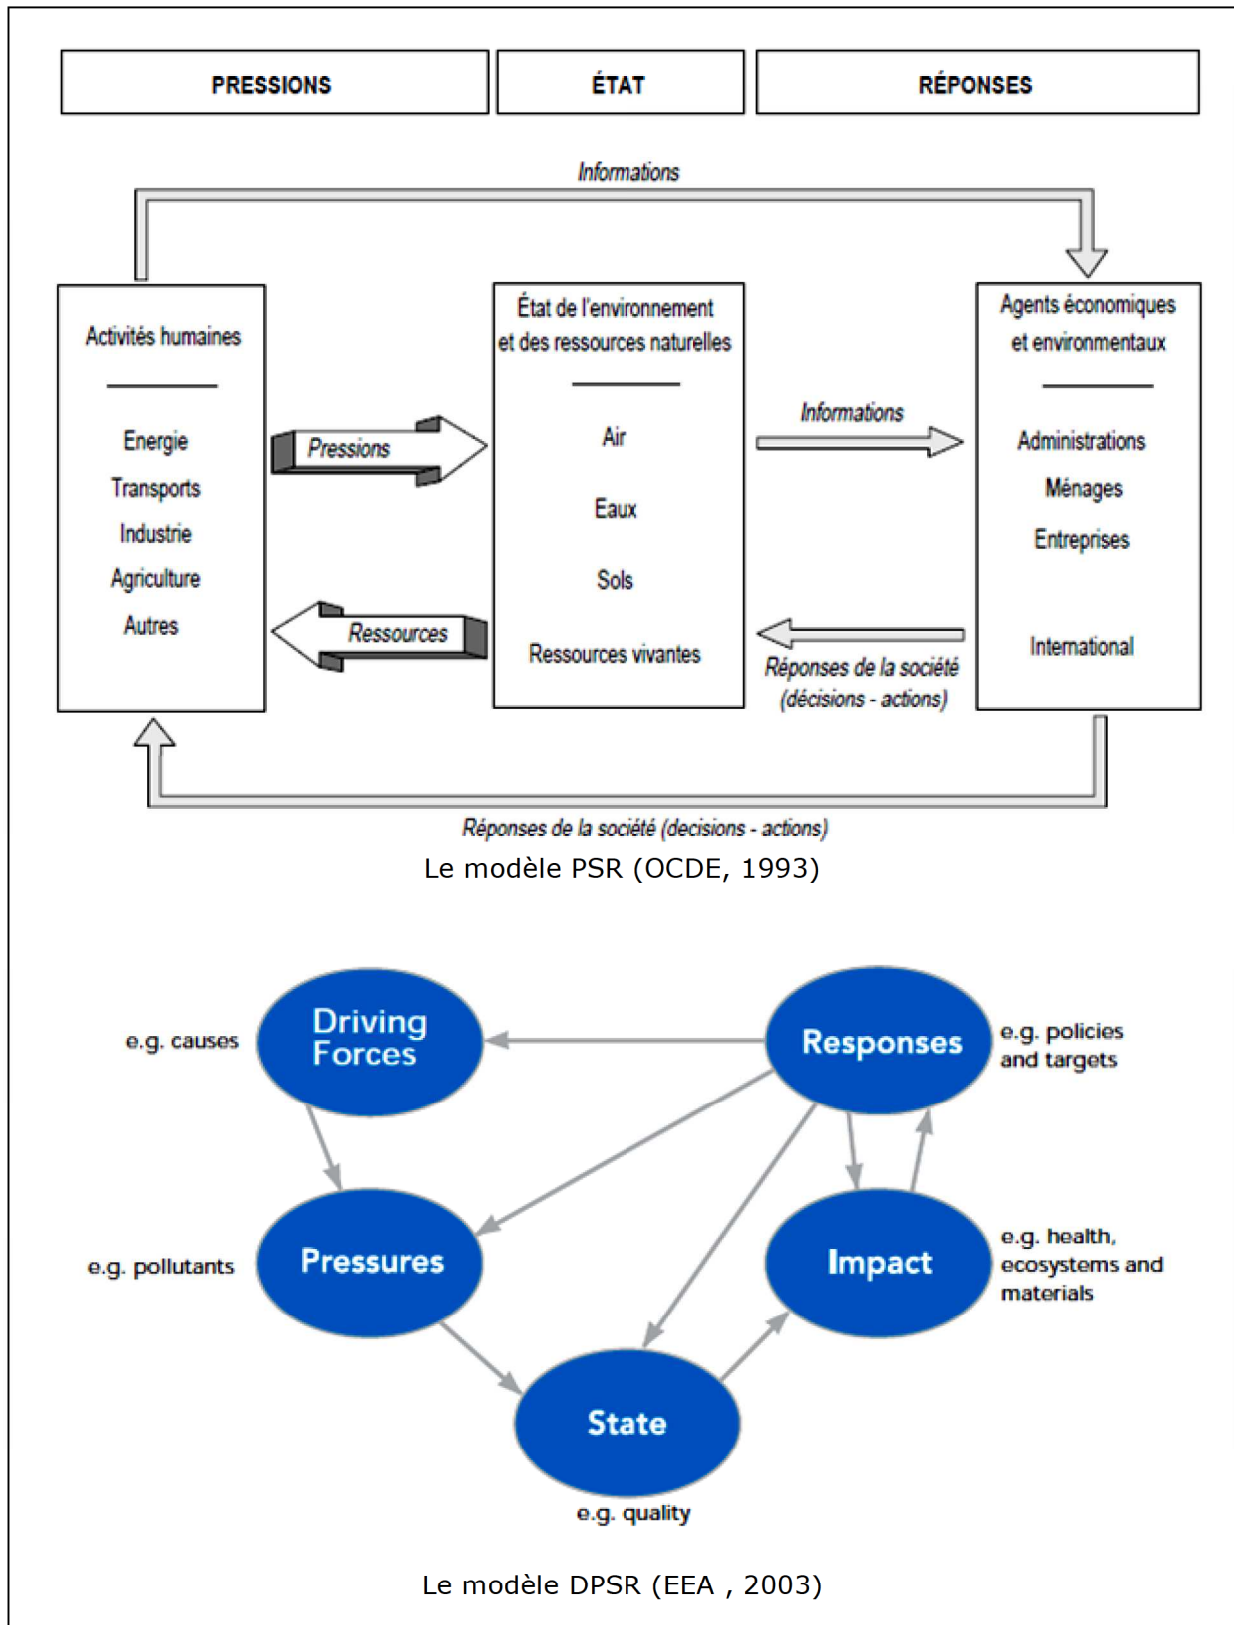 PRESSIONS
ÉTAT
RÉPONSES
Informations
Activités humaines
Energie
Transports
Industrie
Agriculture
Autres
Pressions
Ressources
État de l'environnement
et des ressources naturelles
Air
Eaux
Sols
Ressources vivantes
Informations
Réponses de la société
(décisions - actions)
Agents économiques
et environmentaux
Administrations
Ménages
Entreprises
International
Réponses de la société (decisions - actions)
Le modèle PSR (OCDE, 1993)
e.g. causes
Driving
Forces
Responses
e.g. policies
and targets
e.g. pollutants
Pressures
Impact
e.g. health,
ecosystems and
materials
State
e.g. quality
Le modèle DPSR (EEA , 2003)